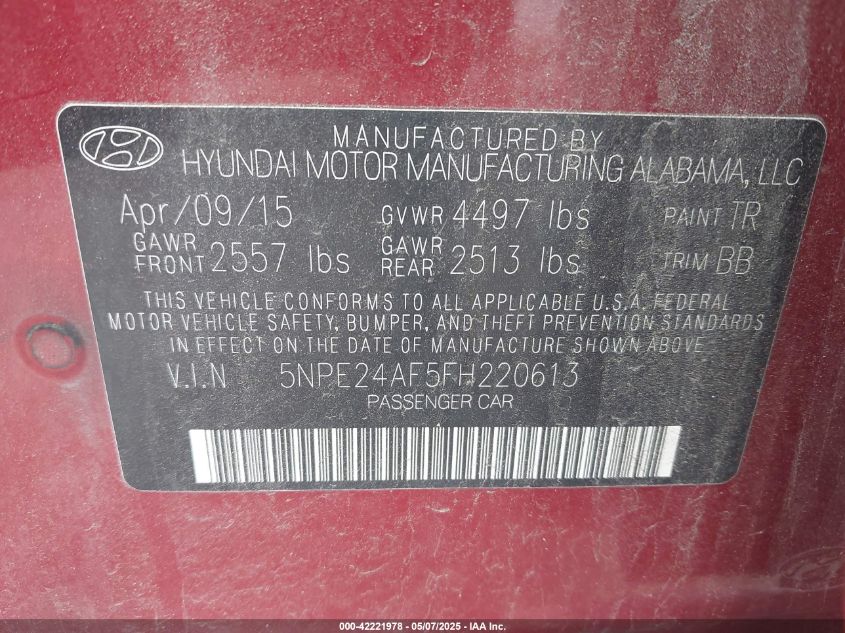 MANUFACTURED BY
HYUNDAI MOTOR MANUFACTURING ALABAMA, LLC
Apr/09/15 GVWR 4497 lbs PAINT TR
GAWR FRONT 2557 lbs GAWR REAR 2513 lbs TRIM BB
THIS VEHICLE CONFORMS TO ALL APPLICABLE U.S.A. FEDERAL
MOTOR VEHICLE SAFETY, BUMPER, AND THEFT PREVENTION STANDARDS
IN EFFECT ON THE DATE OF MANUFACTURE SHOWN ABOVE
V.I.N 5NPE24AF5FH220613
PASSENGER CAR
000-42221978 - 05/07/2025 - IAA Inc.